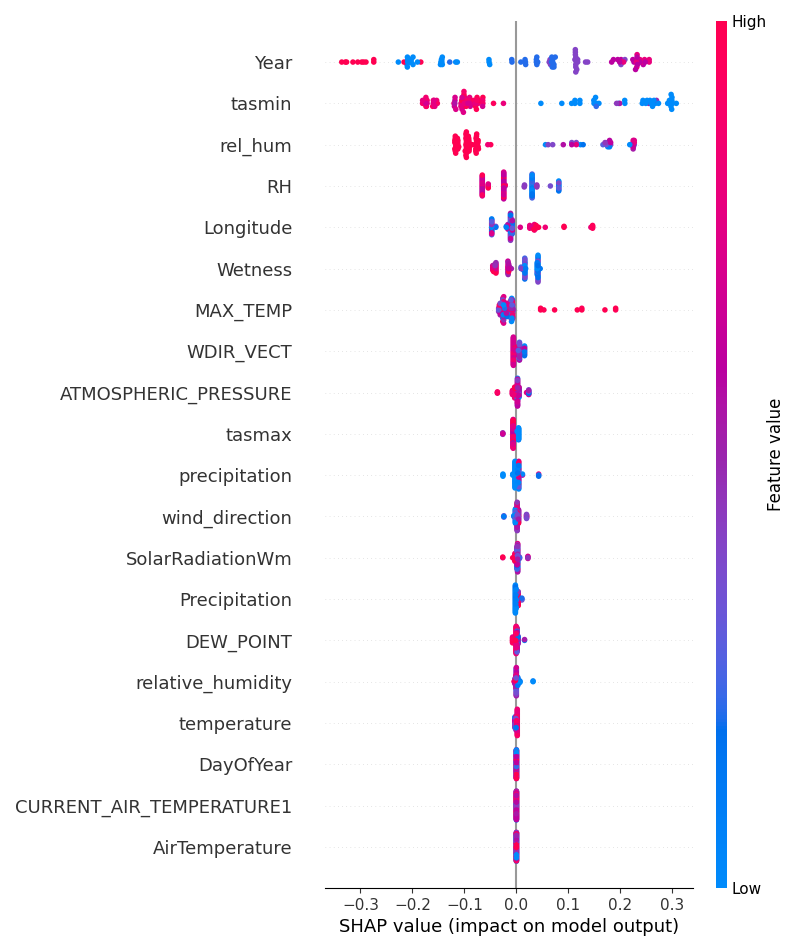 High
Year
tasmin
rel_hum
RH
Longitude
Wetness
MAX_TEMP
WDIR_VECT
ATMOSPHERIC_PRESSURE
tasmax
precipitation
wind_direction
SolarRadiationWm
Precipitation
DEW_POINT
relative_humidity
temperature
DayOfYear
CURRENT_AIR_TEMPERATURE1
AirTemperature
Feature value
Low
−0.3 −0.2 −0.1 0.0 0.1 0.2 0.3
SHAP value (impact on model output)